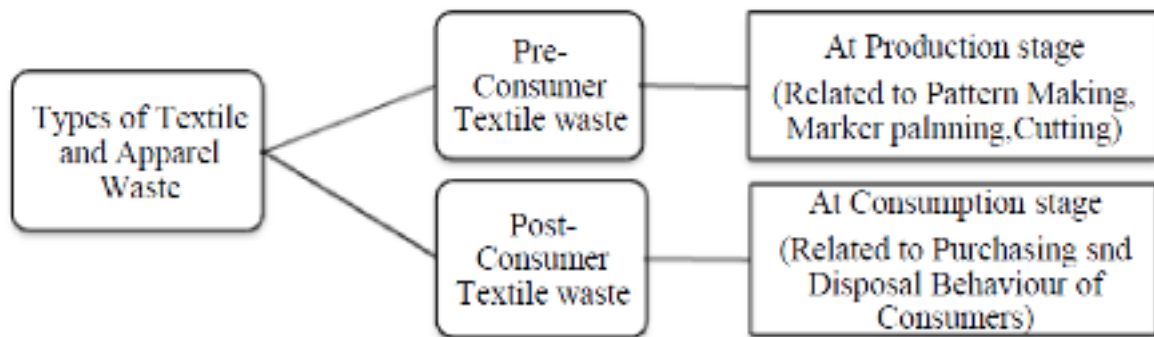 Types of Textile
and Apparel
Waste
Pre-
Consumer
Textile waste
At Production stage
(Related to Pattern Making,
Marker palnning,Cutting)
Post-
Consumer
Textile waste
At Consumption stage
(Related to Purchasing snd
Disposal Behaviour of
Consumers)